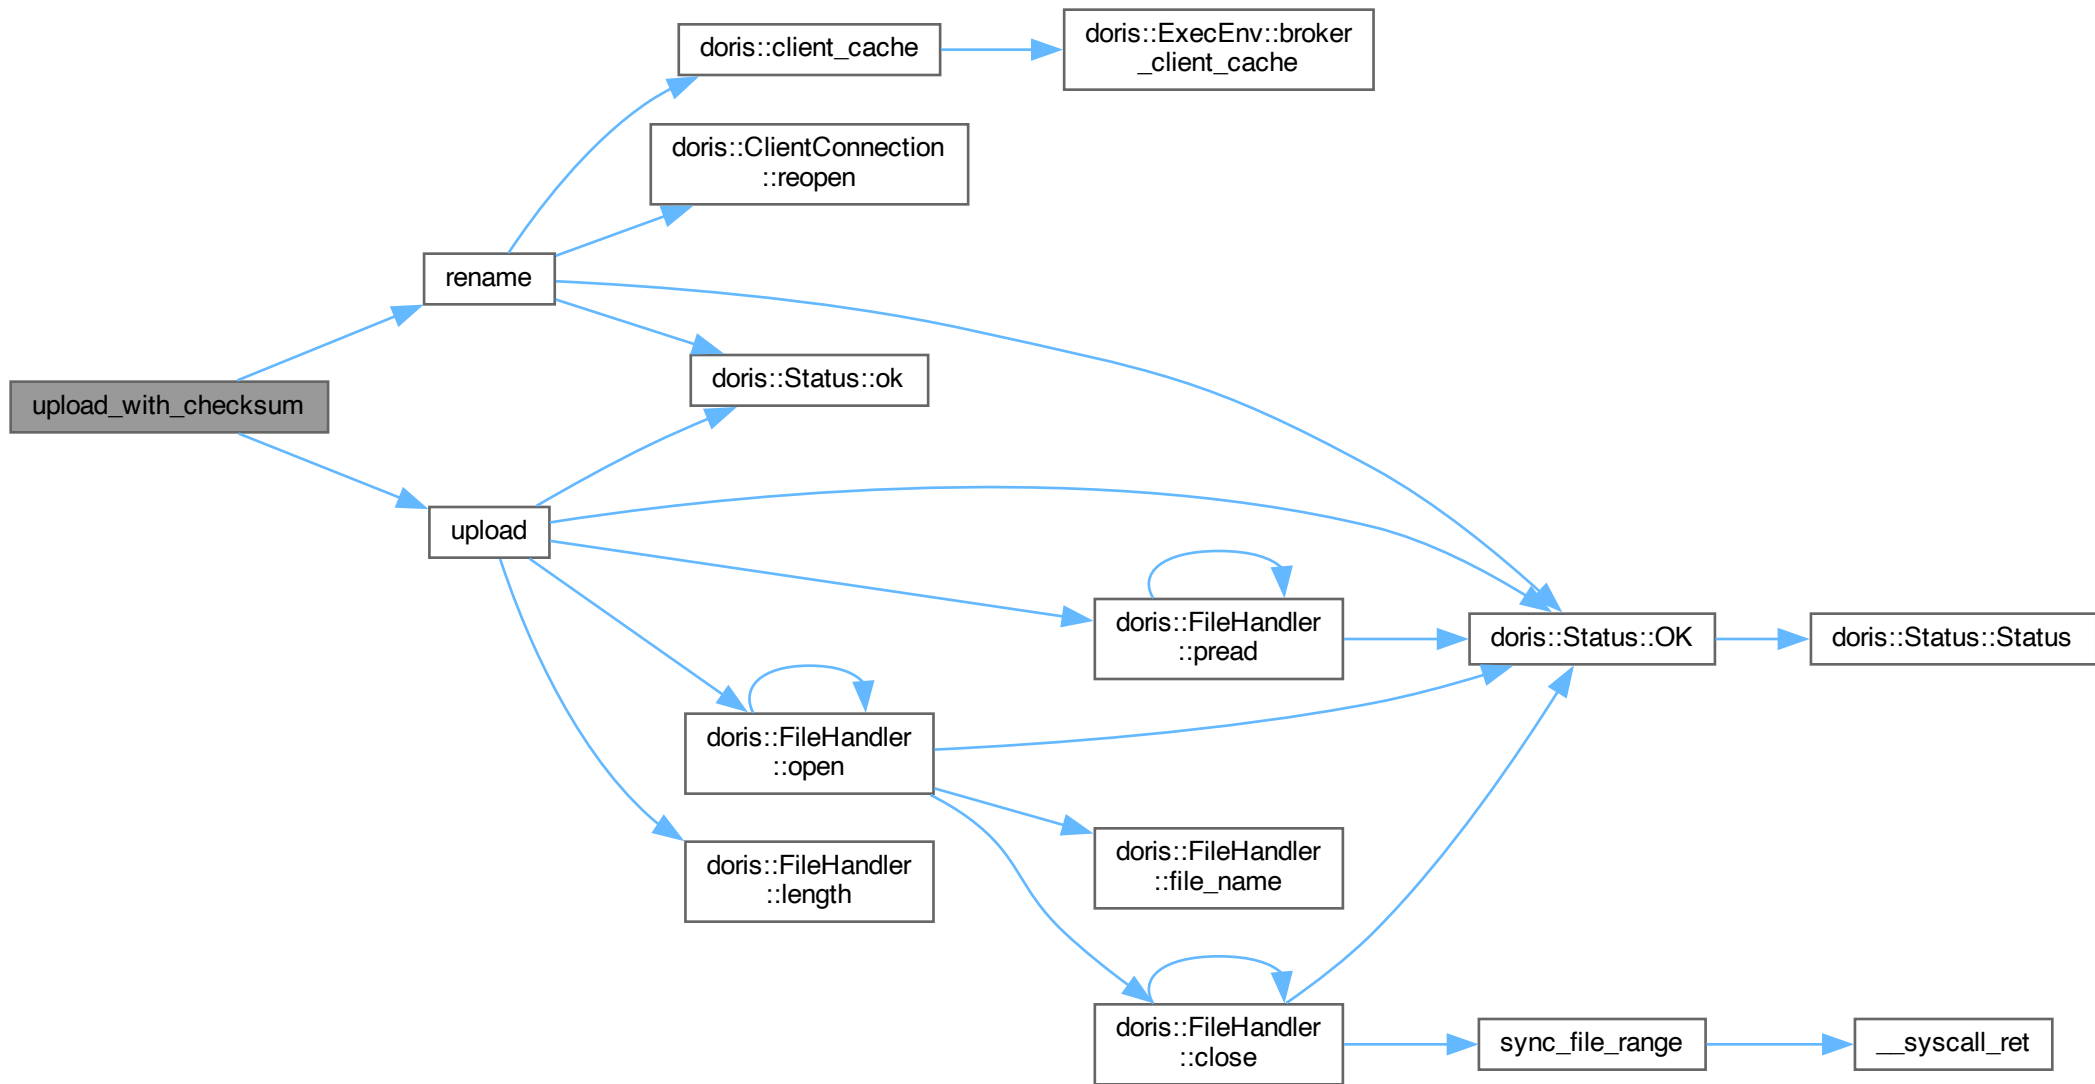 doris::client_cache
doris::ExecEnv::broker
_client_cache
doris::ClientConnection
::reopen
rename
doris::Status::ok
upload_with_checksum
upload
doris::FileHandler
::pread
doris::Status::OK
doris::Status::Status
doris::FileHandler
::open
doris::FileHandler
::file_name
doris::FileHandler
::length
doris::FileHandler
::close
sync_file_range
__syscall_ret